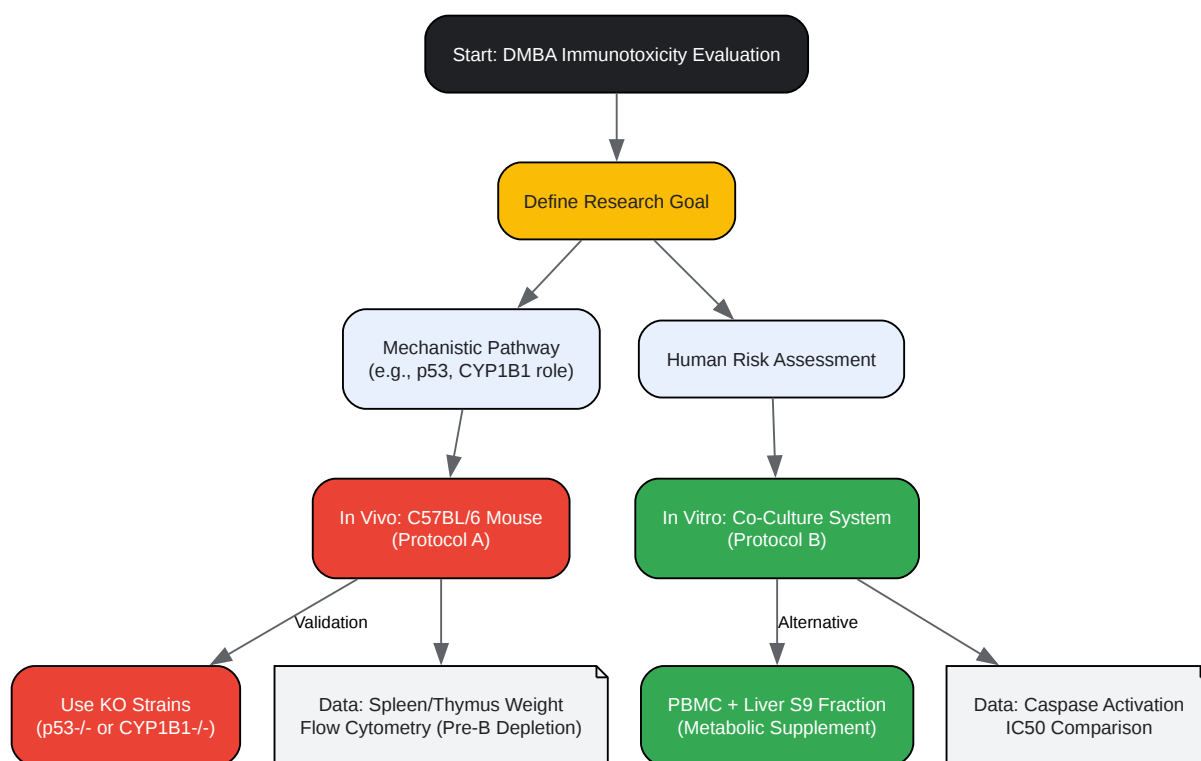 Start: DMBA Immunotoxicity Evaluation
Define Research Goal
Mechanistic Pathway
(e.g., p53, CYP1B1 role)
Human Risk Assessment
In Vivo: C57BL/6 Mouse
(Protocol A)
In Vitro: Co-Culture System
(Protocol B)
Validation
Alternative
Use KO Strains
(p53-/- or CYP1B1-/-)
Data: Spleen/Thymus Weight
Flow Cytometry (Pre-B Depletion)
PBMC + Liver S9 Fraction
(Metabolic Supplement)
Data: Caspase Activation
IC50 Comparison